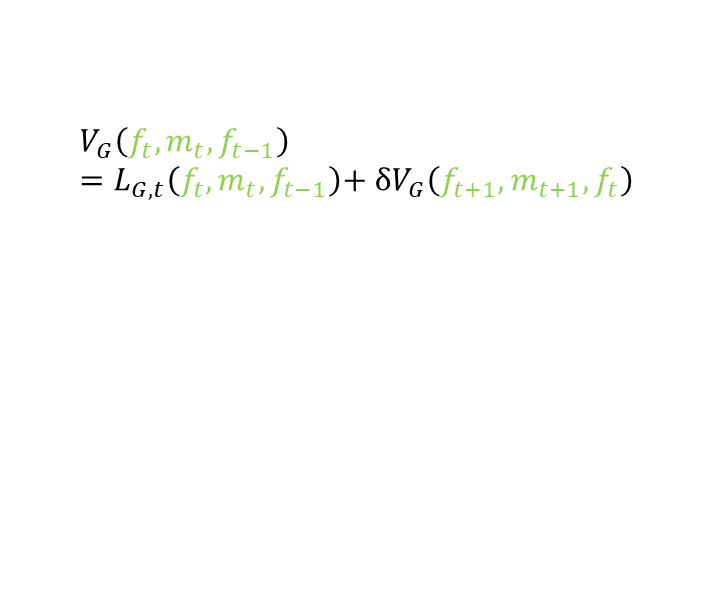 V_G(f_t, m_t, f_{t−1})
= L_{G,t}(f_t, m_t, f_{t−1})+ δV_G(f_{t+1}, m_{t+1}, f_t)